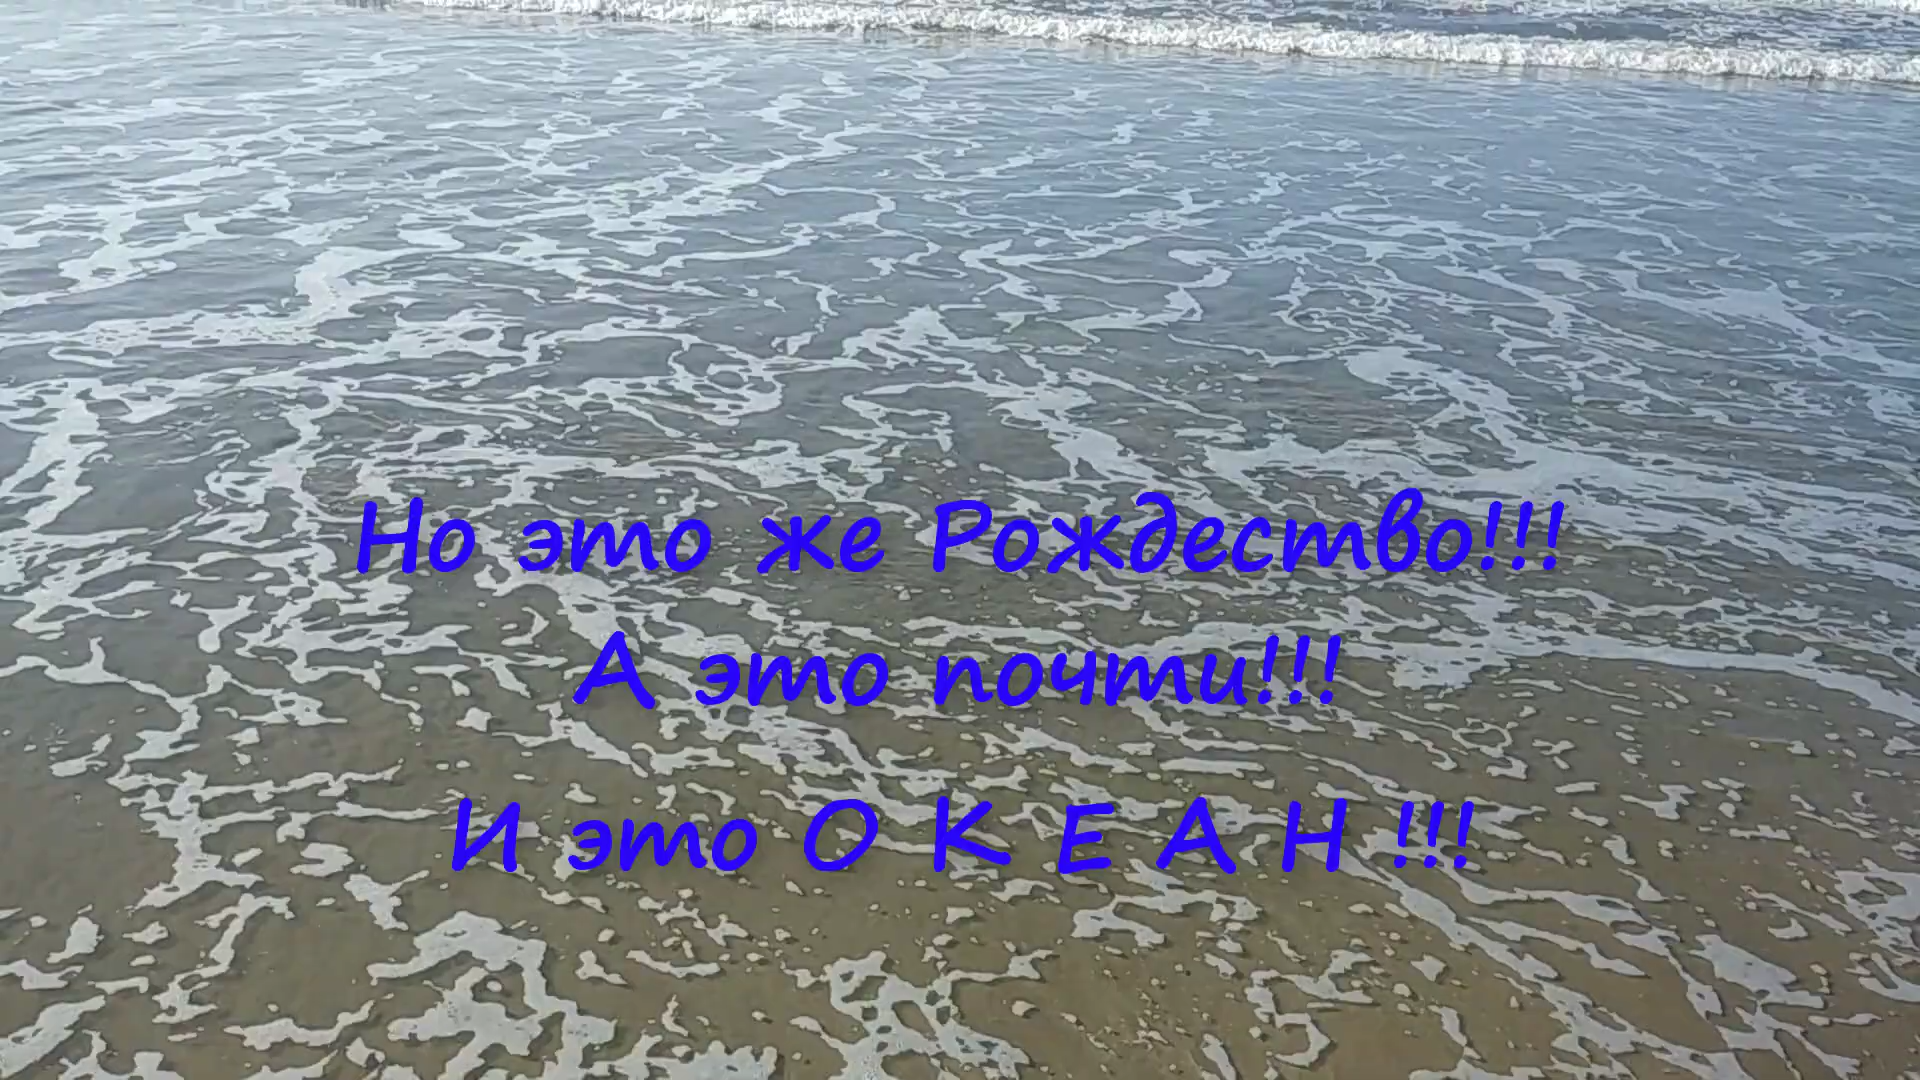 Но это же Рождество!!!
А это почти!!!
И это О К Е А Н !!!